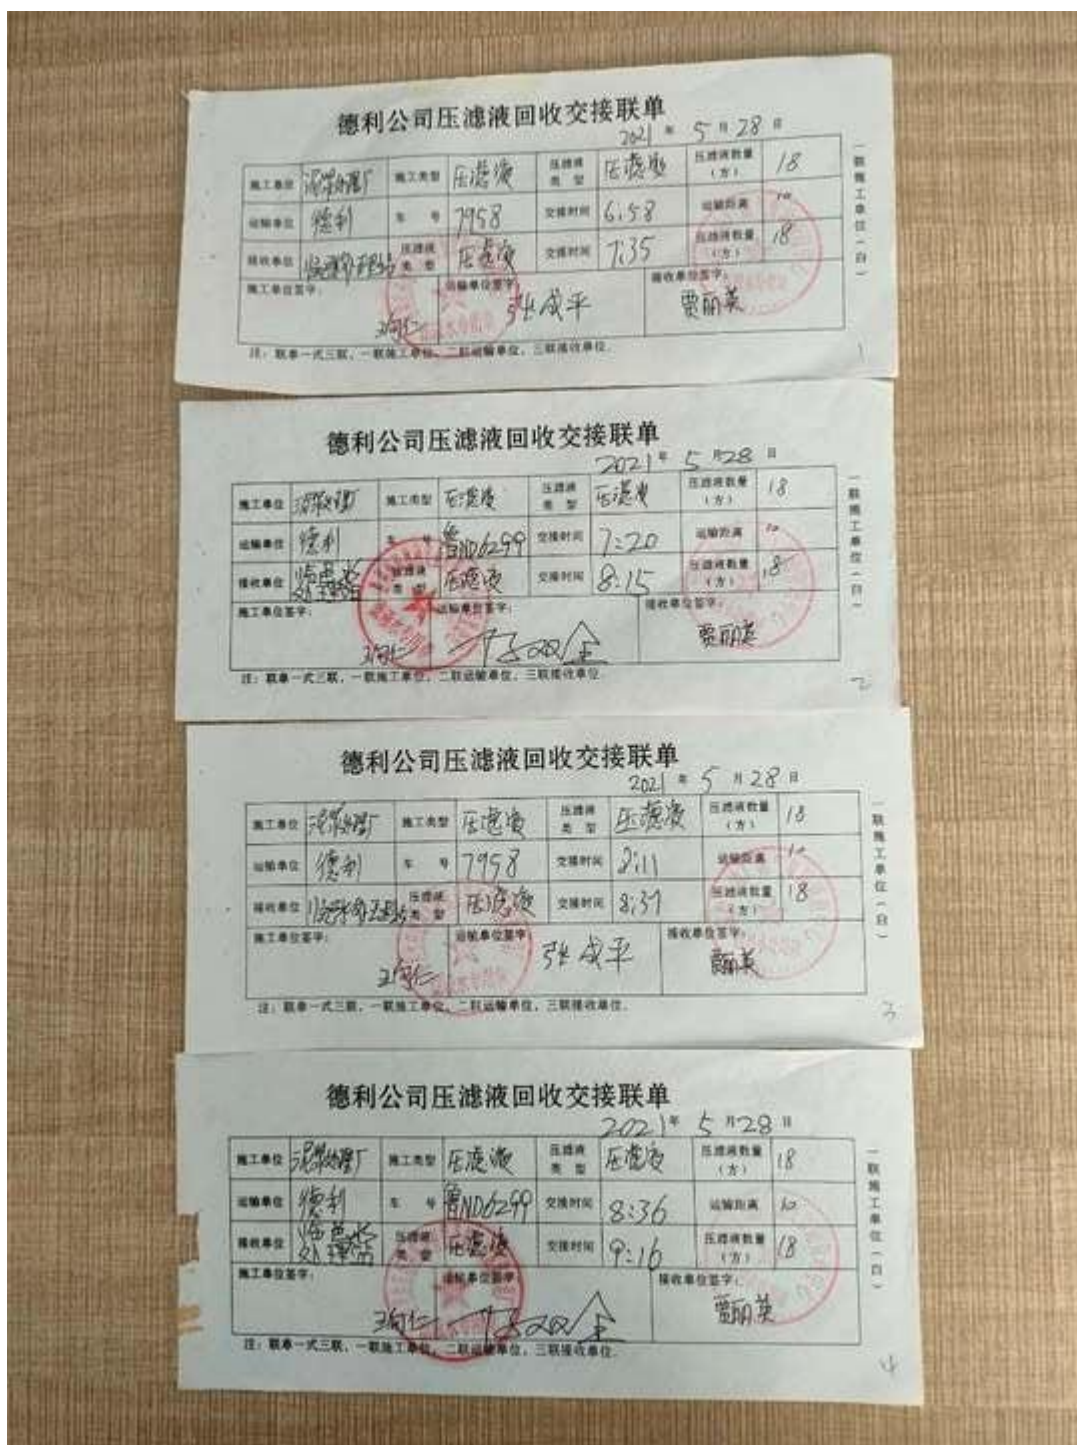 德利公司压滤液回收交接联单
2021年 5月28日
施工单位 泥浆处理厂 施工类型 压滤液 压滤液类型 压滤液 压滤液数量（方） 18
运输单位 德利 车号 7958 交接时间 6:58 运输距离 10
接收单位 压滤液类型 压滤液 交接时间 7:35 压滤液数量（方） 18
施工单位签字： 运输单位签字： 张成平 接收单位签字： 贾丽英
注：联单一式三联，一联施工单位，二联运输单位，三联接收单位。
一联施工单位（白）
1
德利公司压滤液回收交接联单
2021年 5月28日
施工单位 泥浆处理厂 施工类型 压滤液 压滤液类型 压滤液 压滤液数量（方） 18
运输单位 德利 车号 鲁ND6299 交接时间 7:20 运输距离 10
接收单位 压滤液类型 压滤液 交接时间 8:15 压滤液数量（方） 18
施工单位签字： 运输单位签字： 接收单位签字： 贾丽英
注：联单一式三联，一联施工单位，二联运输单位，三联接收单位。
一联施工单位（白）
2
德利公司压滤液回收交接联单
2021年 5月28日
施工单位 泥浆处理厂 施工类型 压滤液 压滤液类型 压滤液 压滤液数量（方） 18
运输单位 德利 车号 7958 交接时间 8:11 运输距离 10
接收单位 压滤液类型 压滤液 交接时间 8:37 压滤液数量（方） 18
施工单位签字： 运输单位签字： 张成平 接收单位签字： 贾丽英
注：联单一式三联，一联施工单位，二联运输单位，三联接收单位。
一联施工单位（白）
3
德利公司压滤液回收交接联单
2021年 5月28日
施工单位 泥浆处理厂 施工类型 压滤液 压滤液类型 压滤液 压滤液数量（方） 18
运输单位 德利 车号 鲁ND6299 交接时间 8:36 运输距离 10
接收单位 压滤液类型 压滤液 交接时间 9:16 压滤液数量（方） 18
施工单位签字： 运输单位签字： 接收单位签字： 贾丽英
注：联单一式三联，一联施工单位，二联运输单位，三联接收单位。
一联施工单位（白）
4